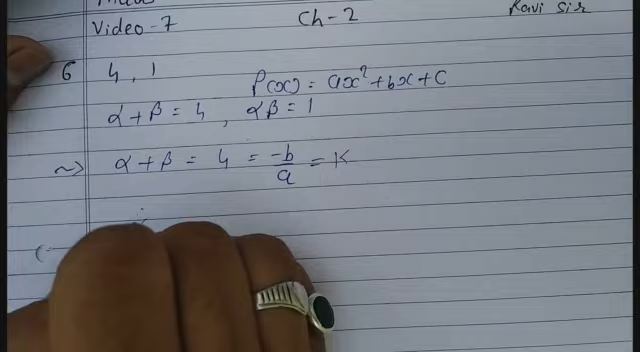 Video-7 Ch-2 Ravi Sir
6 4, 1
P(x) = ax² + bx + c
α + β = 4 , αβ = 1
~> α + β = 4 = -b/a = K